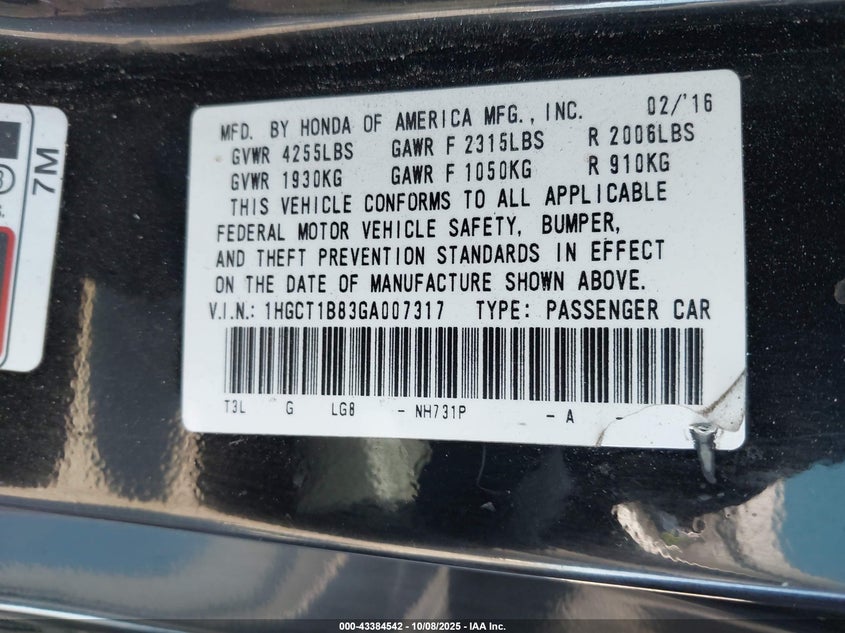 MFD. BY HONDA OF AMERICA MFG., INC. 02/'16
GVWR 4255LBS GAWR F 2315LBS R 2006LBS
GVWR 1930KG GAWR F 1050KG R 910KG
THIS VEHICLE CONFORMS TO ALL APPLICABLE
FEDERAL MOTOR VEHICLE SAFETY, BUMPER,
AND THEFT PREVENTION STANDARDS IN EFFECT
ON THE DATE OF MANUFACTURE SHOWN ABOVE.
V.I.N.: 1HGCT1B83GA007317 TYPE: PASSENGER CAR
T3L G LG8 - NH731P - A -
7M
000-43384542 - 10/08/2025 - IAA Inc.